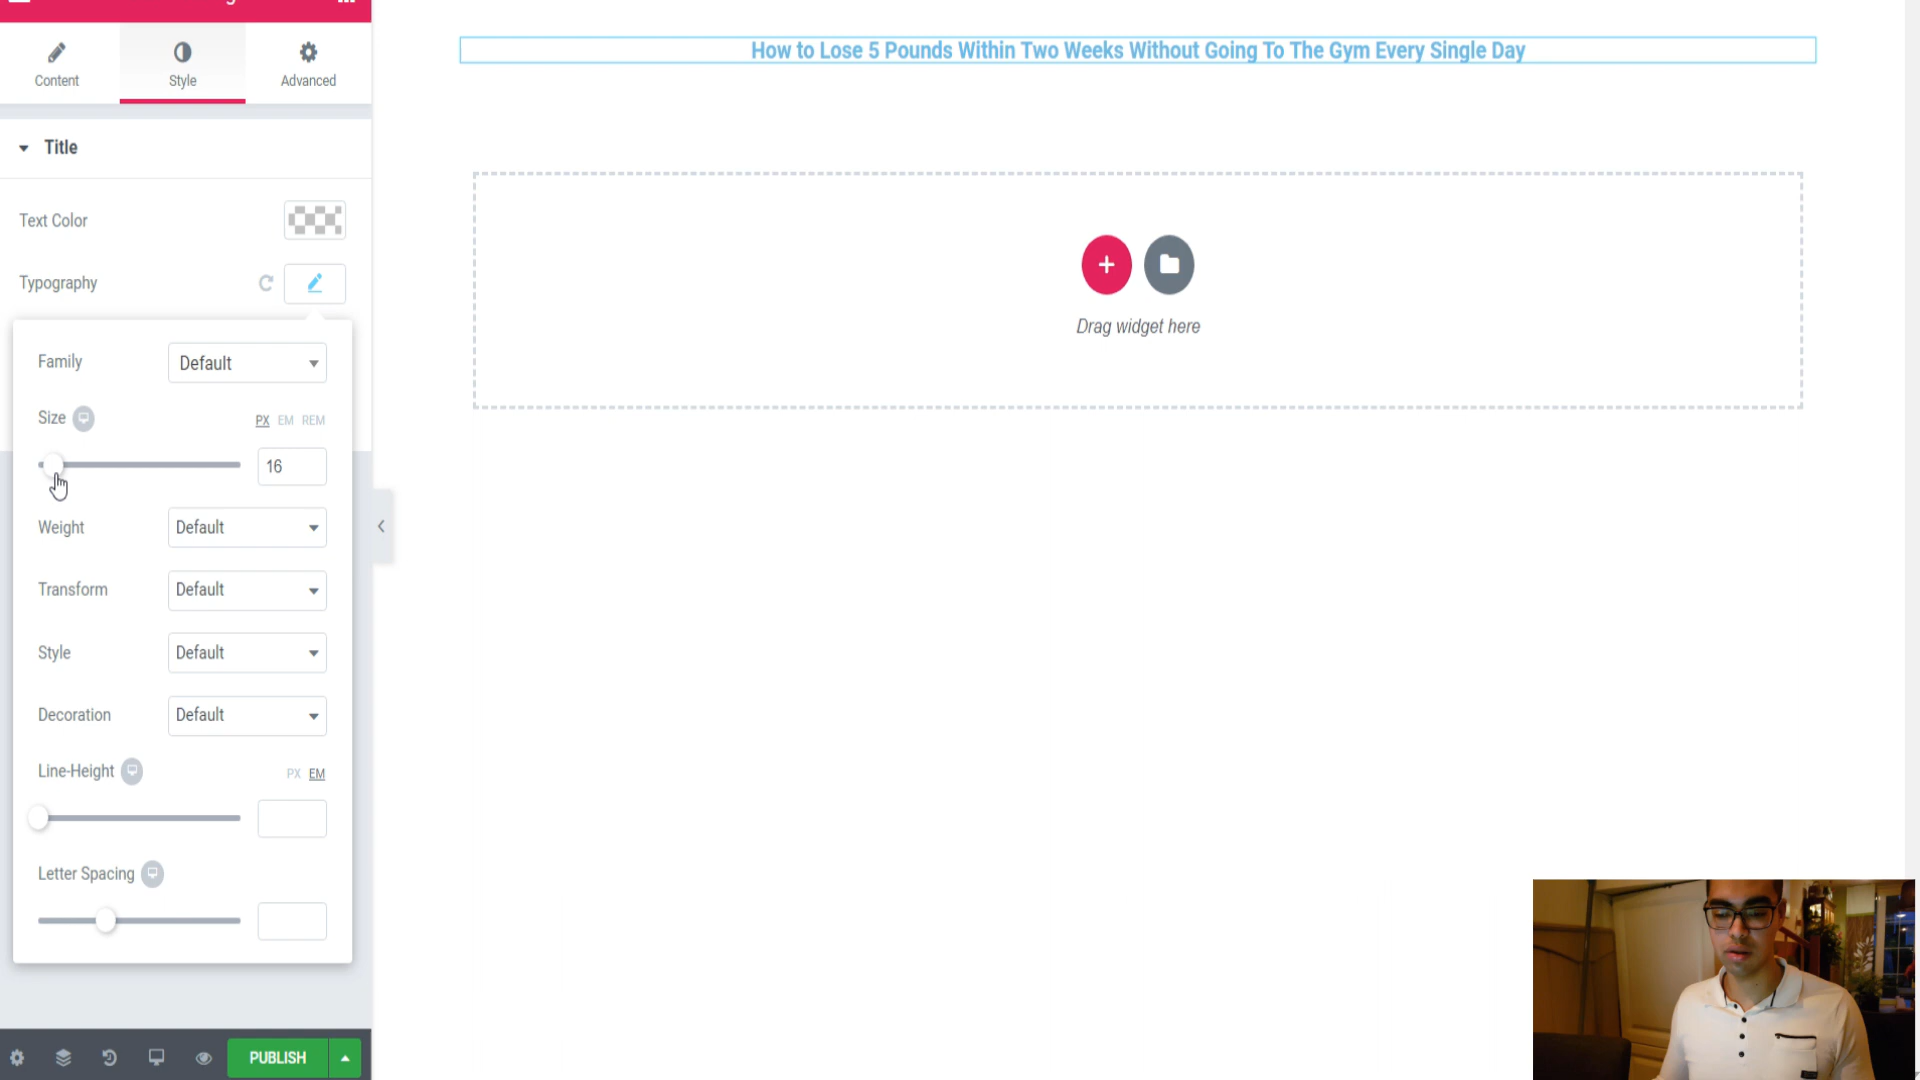 Content
Style
Advanced
Title
Text Color
Typography
Family
Default
Size
PX EM REM
16
Weight
Default
Transform
Default
Style
Default
Decoration
Default
Line-Height
PX EM
Letter Spacing
PUBLISH
How to Lose 5 Pounds Within Two Weeks Without Going To The Gym Every Single Day
Drag widget here